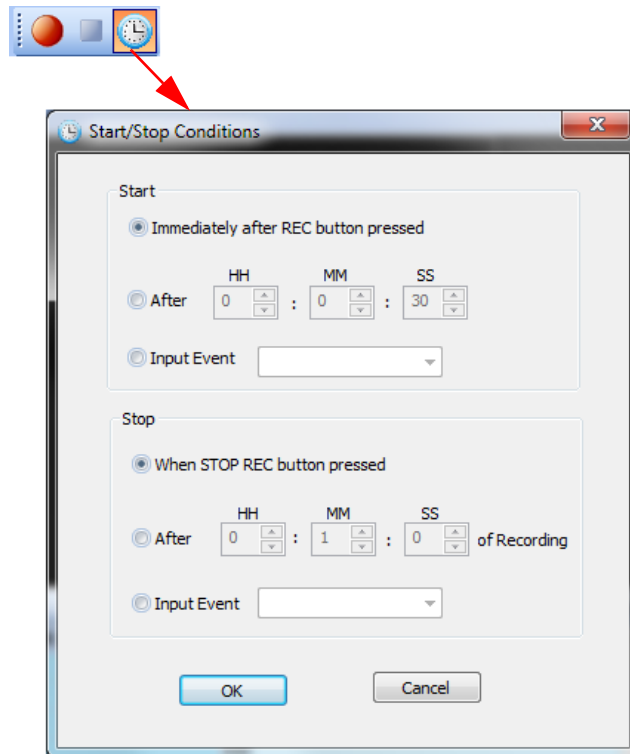 Start/Stop Conditions
Start
Immediately after REC button pressed
HH MM SS
After 0 : 0 : 30
Input Event
Stop
When STOP REC button pressed
HH MM SS
After 0 : 1 : 0 of Recording
Input Event
OK Cancel